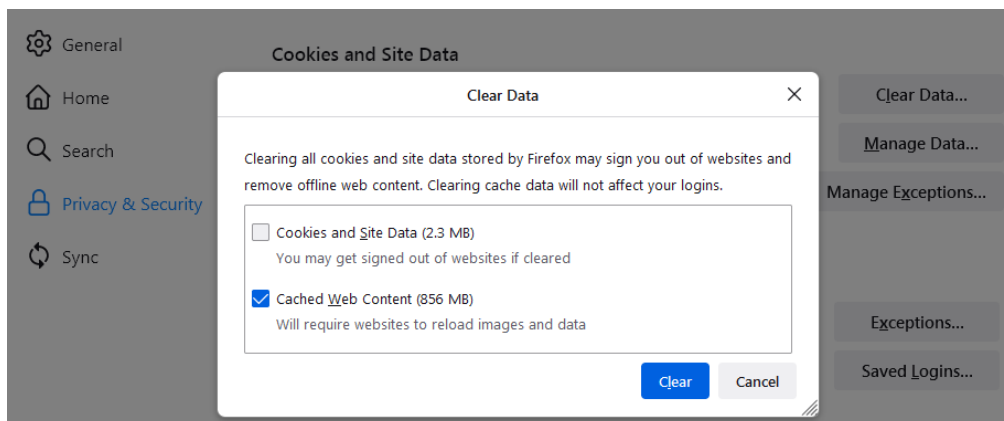 General
Home
Search
Privacy & Security
Sync
Cookies and Site Data
Clear Data...
Manage Data...
Manage Exceptions...
Exceptions...
Saved Logins...
Clear Data
Clearing all cookies and site data stored by Firefox may sign you out of websites and
remove offline web content. Clearing cache data will not affect your logins.
Cookies and Site Data (2.3 MB)
You may get signed out of websites if cleared
Cached Web Content (856 MB)
Will require websites to reload images and data
Clear
Cancel